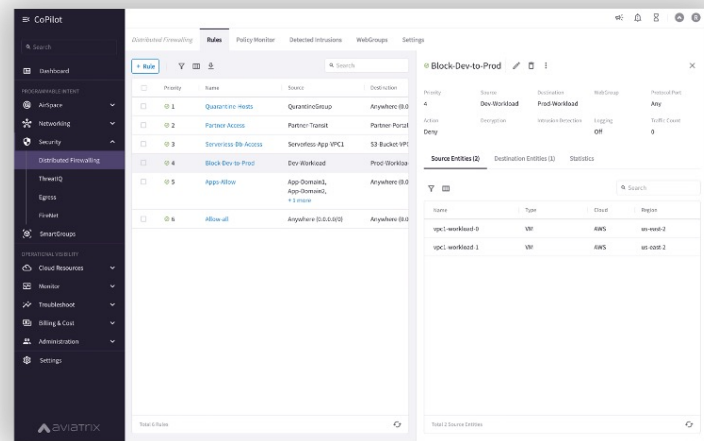 CoPilot
Search
Dashboard
PROGRAMMABLE INTENT
AirSpace
Networking
Security
Distributed Firewalling
ThreatIQ
Egress
FireNet
SmartGroups
OPERATIONAL VISIBILITY
Cloud Resources
Monitor
Troubleshoot
Billing & Cost
Administration
Settings
aviatrix
Distributed Firewalling Rules Policy Monitor Detected Intrusions WebGroups Settings
+ Rule Search
Priority Name Source Destination
1 Quarantine-Hosts QurantineGroup Anywhere (0.0
2 Partner Access Partner-Transit Partner-Portal
3 Serverless-Db-Access Serverless-App-VPC1 S3-Bucket-VPC
4 Block-Dev-to-Prod Dev-Workload Prod-Workloa
5 Apps-Allow App-Domain1, Anywhere (0.0
App-Domain2,
+ 1 more
6 Allow-all Anywhere (0.0.0.0/0) Anywhere (0.0
Total 6 Rules
Block-Dev-to-Prod
Priority Source Destination WebGroup Protocol Port
4 Dev-Workload Prod-Workload Any
Action Decryption Intrusion Detection Logging Traffic Count
Deny Off 0
Source Entities (2) Destination Entities (1) Statistics
Search
Name Type Cloud Region
vpc1-workload-0 VM AWS us-east-2
vpc1-workload-1 VM AWS us-east-2
Total 2 Source Entities